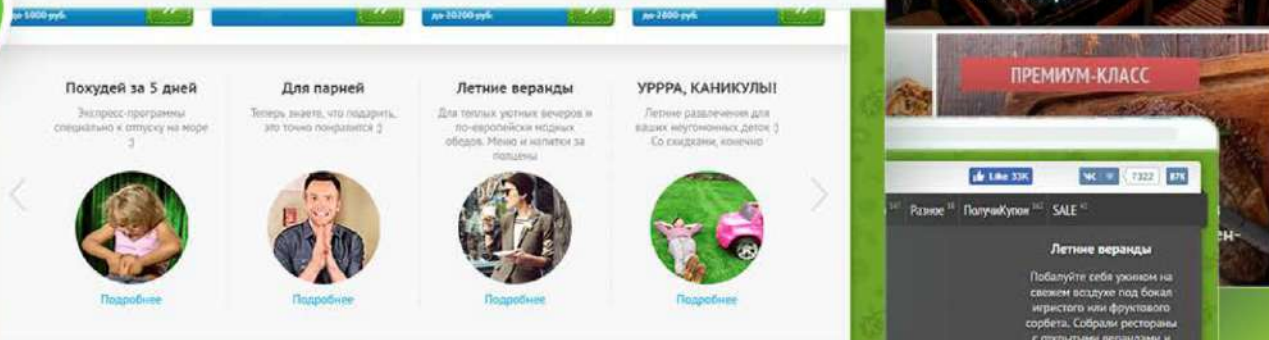 до 5000 руб.
до 20200 руб.
до 2800 руб.
Похудей за 5 дней
Экспресс-программы
специально к отпуску на море
:)
Подробнее
Для парней
Теперь знаете, что подарить,
это точно понравится :)
Подробнее
Летние веранды
Для теплых уютных вечеров и
по-европейски модных
обедов. Меню и напитки за
полцены
Подробнее
УРРРА, КАНИКУЛЫ!
Летние развлечения для
ваших неугомонных деток :)
Со скидками, конечно
Подробнее
ПРЕМИУМ-КЛАСС
Like 33K
7322
87K
Разное
ПолучиКупон
SALE
Летние веранды
Побалуйте себя ужином на
свежем воздухе под бокал
игристого или фруктового
сорбета. Собрали рестораны
с открытыми верандами и
ен-